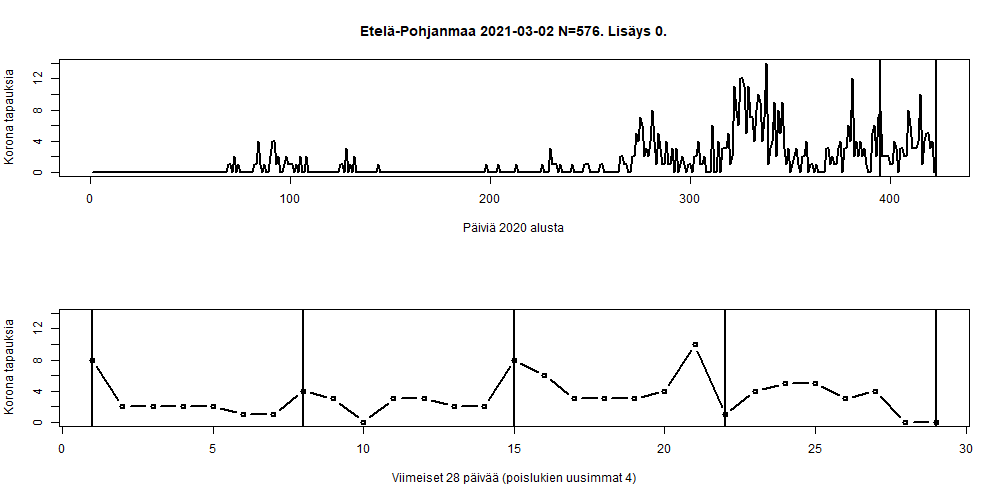 Etelä-Pohjanmaa 2021-03-02 N=576. Lisäys 0.
Korona tapauksia
0 4 8 12
0 100 200 300 400
Päiviä 2020 alusta
Korona tapauksia
0 4 8 12
0 5 10 15 20 25 30
Viimeiset 28 päivää (poislukien uusimmat 4)